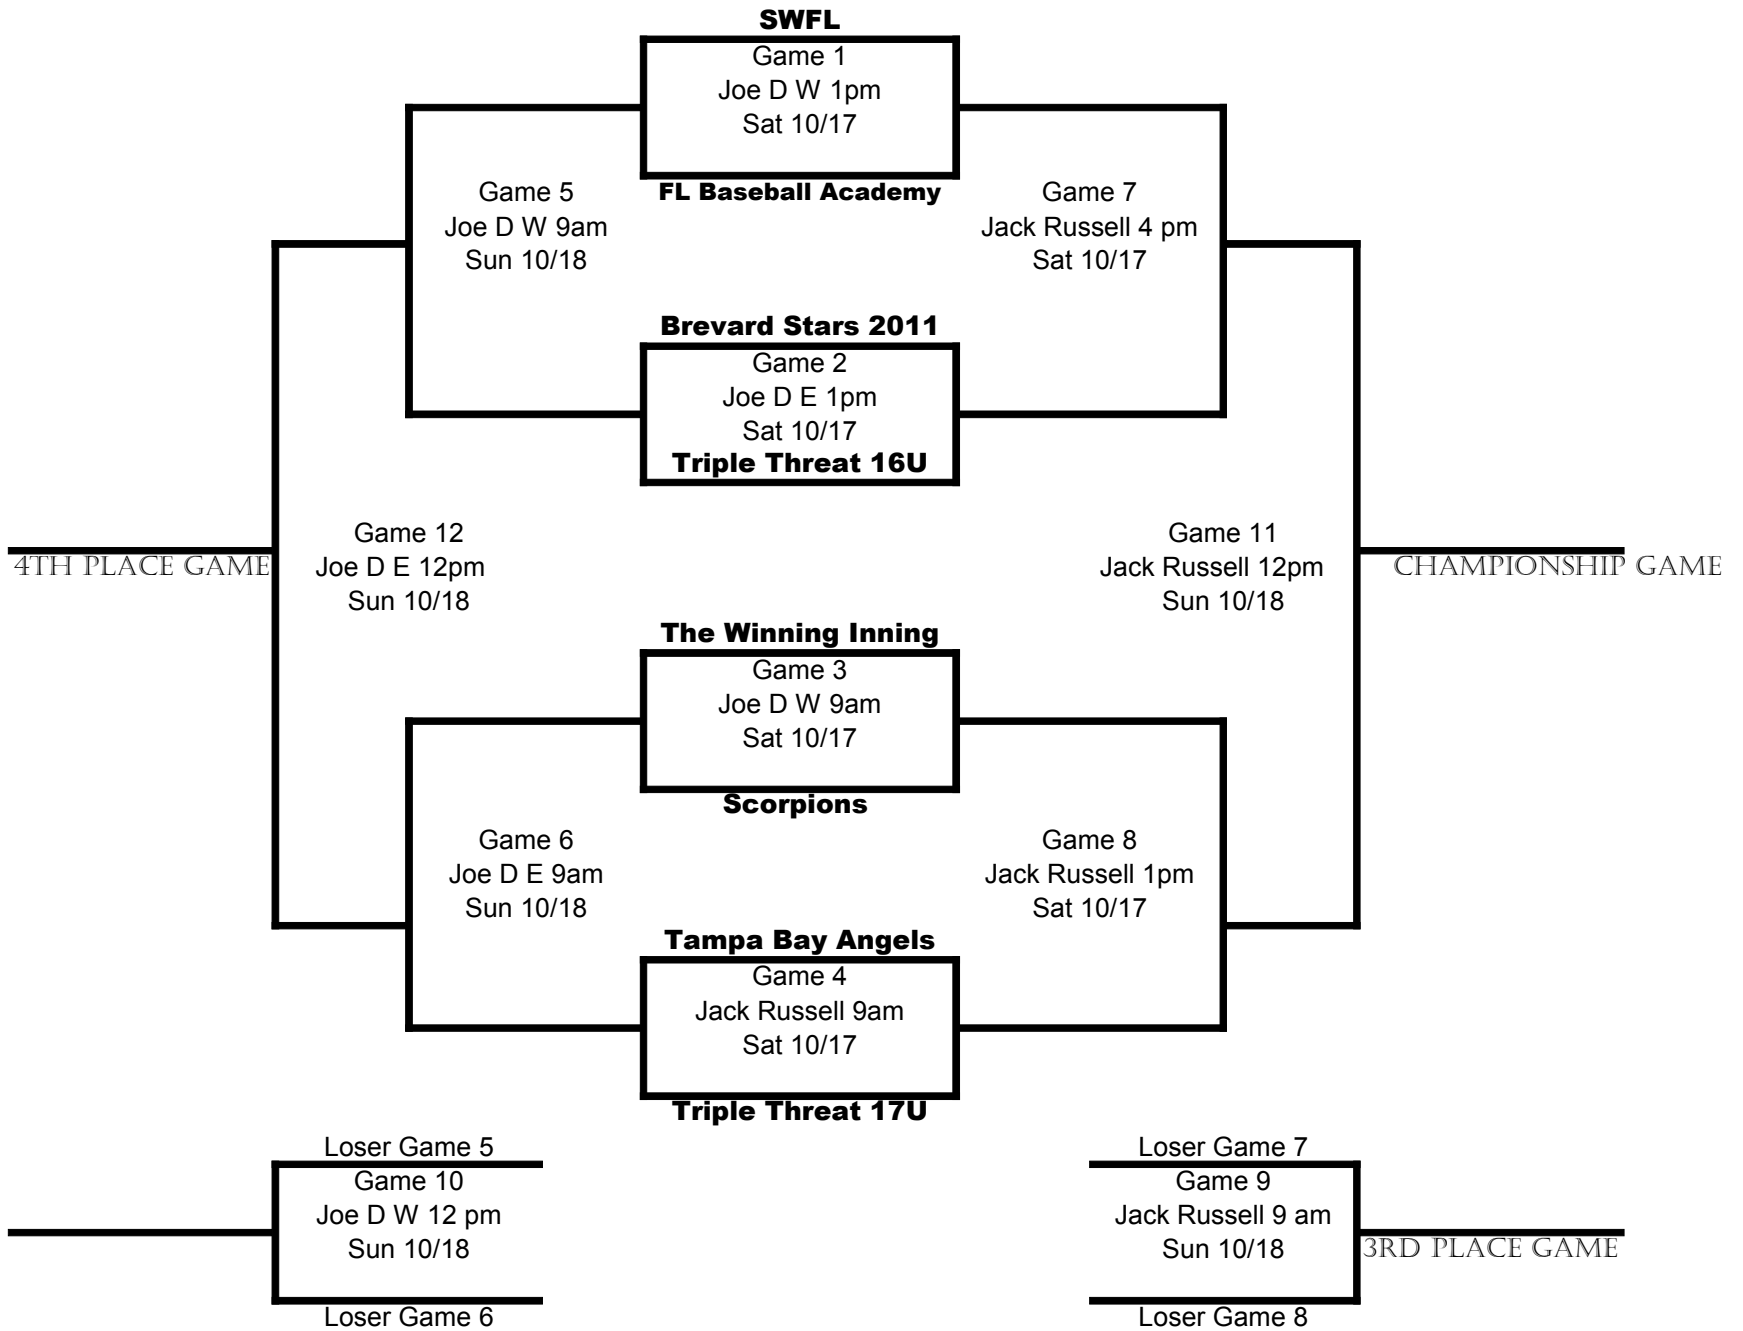 SWFL
Game 1
Joe D W 1pm
Sat 10/17
FL Baseball Academy
Game 5
Joe D W 9am
Sun 10/18
Game 7
Jack Russell 4 pm
Sat 10/17
Brevard Stars 2011
Game 2
Joe D E 1pm
Sat 10/17
Triple Threat 16U
Game 12
Joe D E 12pm
Sun 10/18
4TH PLACE GAME
Game 11
Jack Russell 12pm
Sun 10/18
CHAMPIONSHIP GAME
The Winning Inning
Game 3
Joe D W 9am
Sat 10/17
Scorpions
Game 6
Joe D E 9am
Sun 10/18
Game 8
Jack Russell 1pm
Sat 10/17
Tampa Bay Angels
Game 4
Jack Russell 9am
Sat 10/17
Triple Threat 17U
Loser Game 5
Game 10
Joe D W 12 pm
Sun 10/18
Loser Game 6
Loser Game 7
Game 9
Jack Russell 9 am
Sun 10/18
3RD PLACE GAME
Loser Game 8